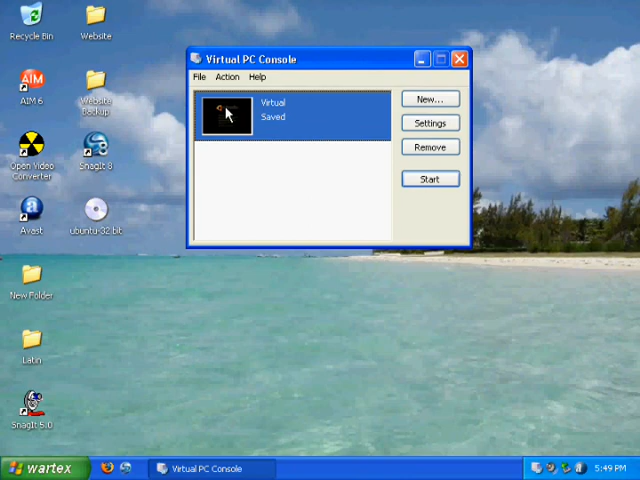 Recycle Bin
Website
AIM 6
Website
Backup
Open Video
Converter
SnagIt 8
Avast
ubuntu-32.bit
New Folder
Latin
SnagIt 5.0
Virtual PC Console
File Action Help
Virtual
Saved
New...
Settings
Remove
Start
wartex
Virtual PC Console
5:49 PM